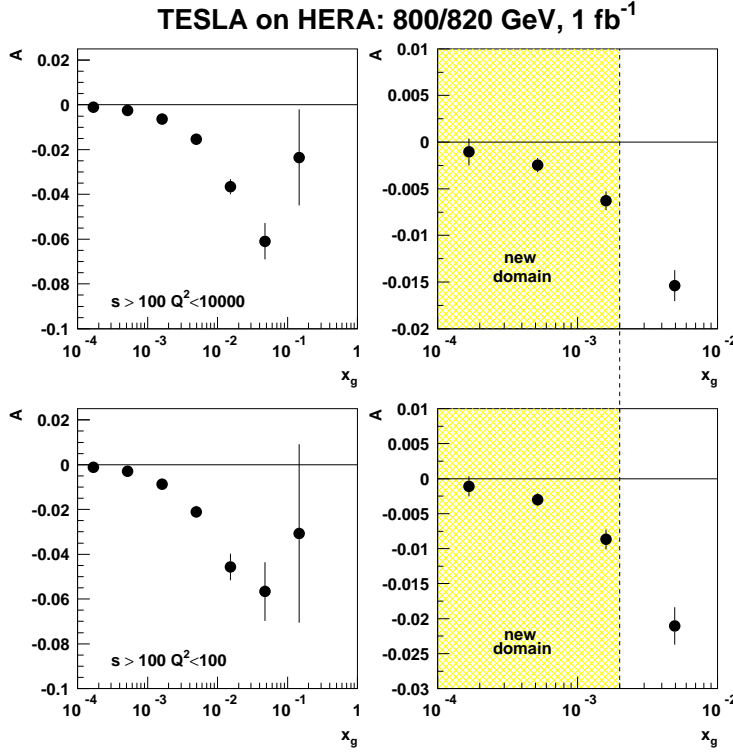 TESLA on HERA: 800/820 GeV, 1 fb⁻¹
A
0.02
0
-0.02
-0.04
-0.06
-0.08
-0.1
s > 100 Q²<10000
10⁻⁴ 10⁻³ 10⁻² 10⁻¹ 1
x_g
A
0.01
0.005
0
-0.005
-0.01
-0.015
-0.02
new
domain
10⁻⁴ 10⁻³ 10⁻²
x_g
A
0.02
0
-0.02
-0.04
-0.06
-0.08
-0.1
s > 100 Q²<100
10⁻⁴ 10⁻³ 10⁻² 10⁻¹ 1
x_g
A
0.01
0.005
0
-0.005
-0.01
-0.015
-0.02
-0.025
-0.03
new
domain
10⁻⁴ 10⁻³ 10⁻²
x_g